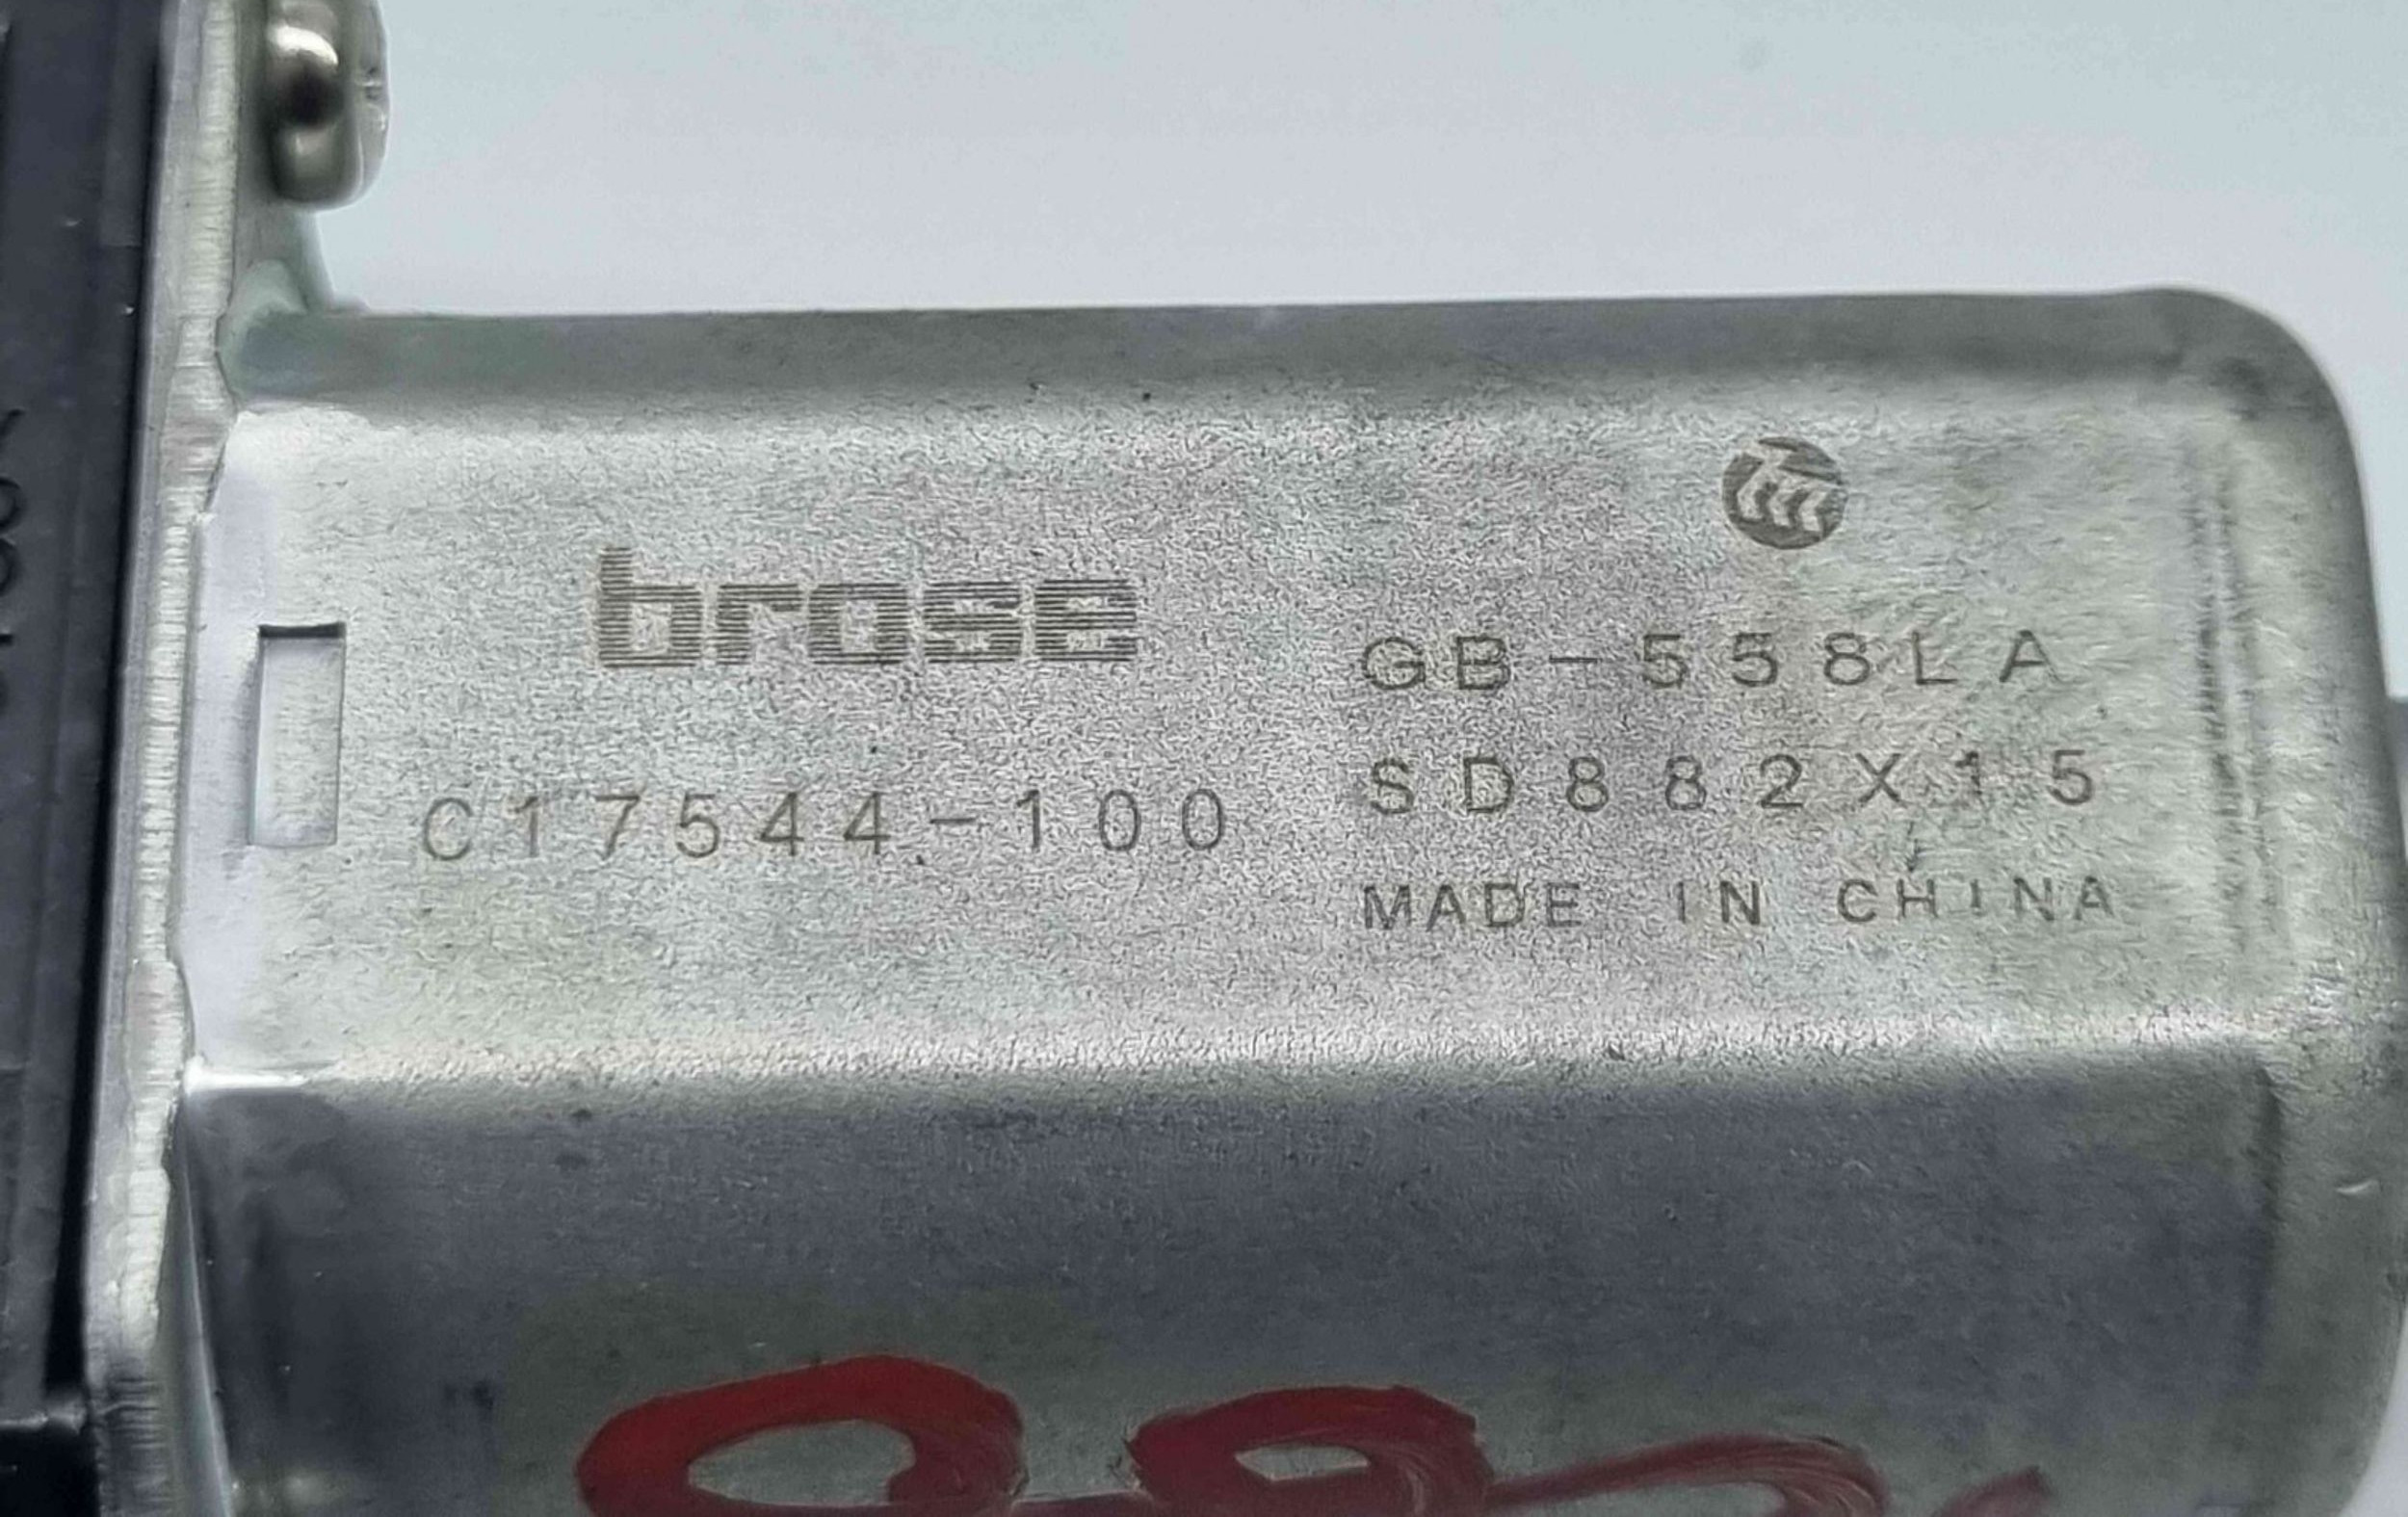 brose
C17544-100
GB-558LA
SD882X15
MADE IN CHINA